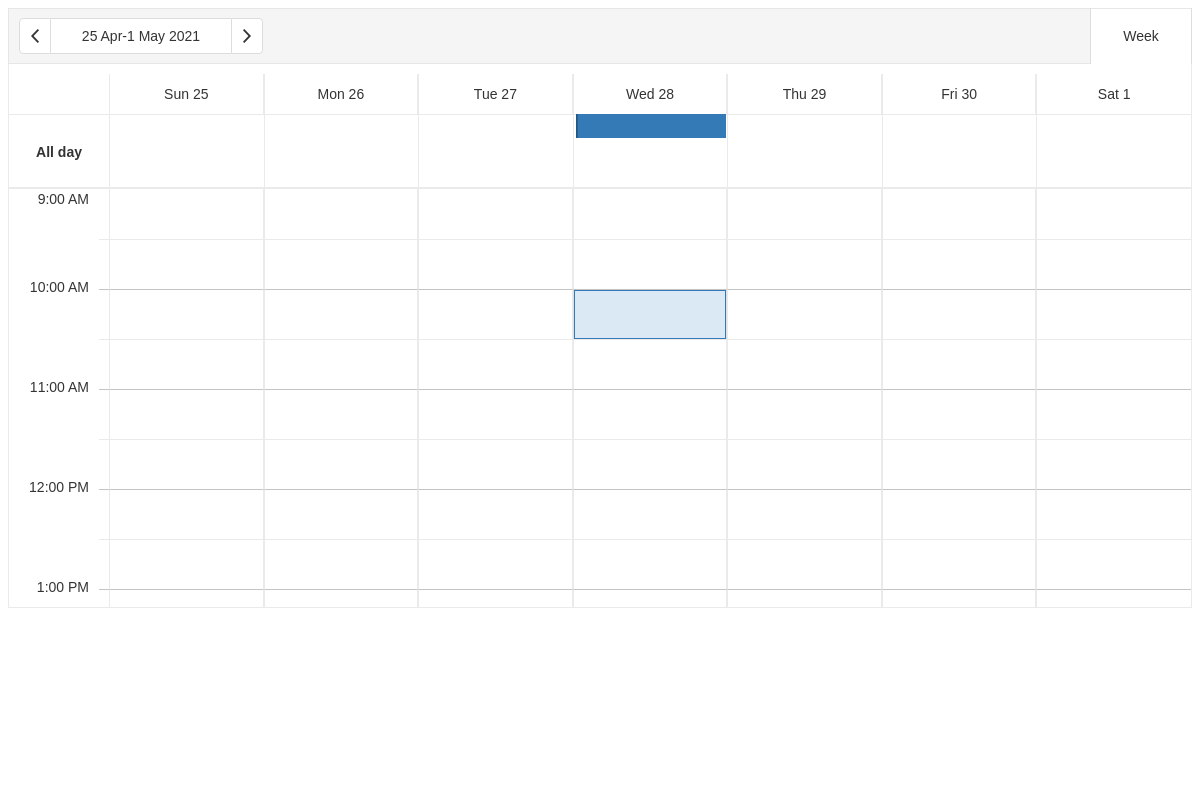 25 Apr-1 May 2021
Week
Sun 25
Mon 26
Tue 27
Wed 28
Thu 29
Fri 30
Sat 1
All day
9:00 AM
10:00 AM
11:00 AM
12:00 PM
1:00 PM